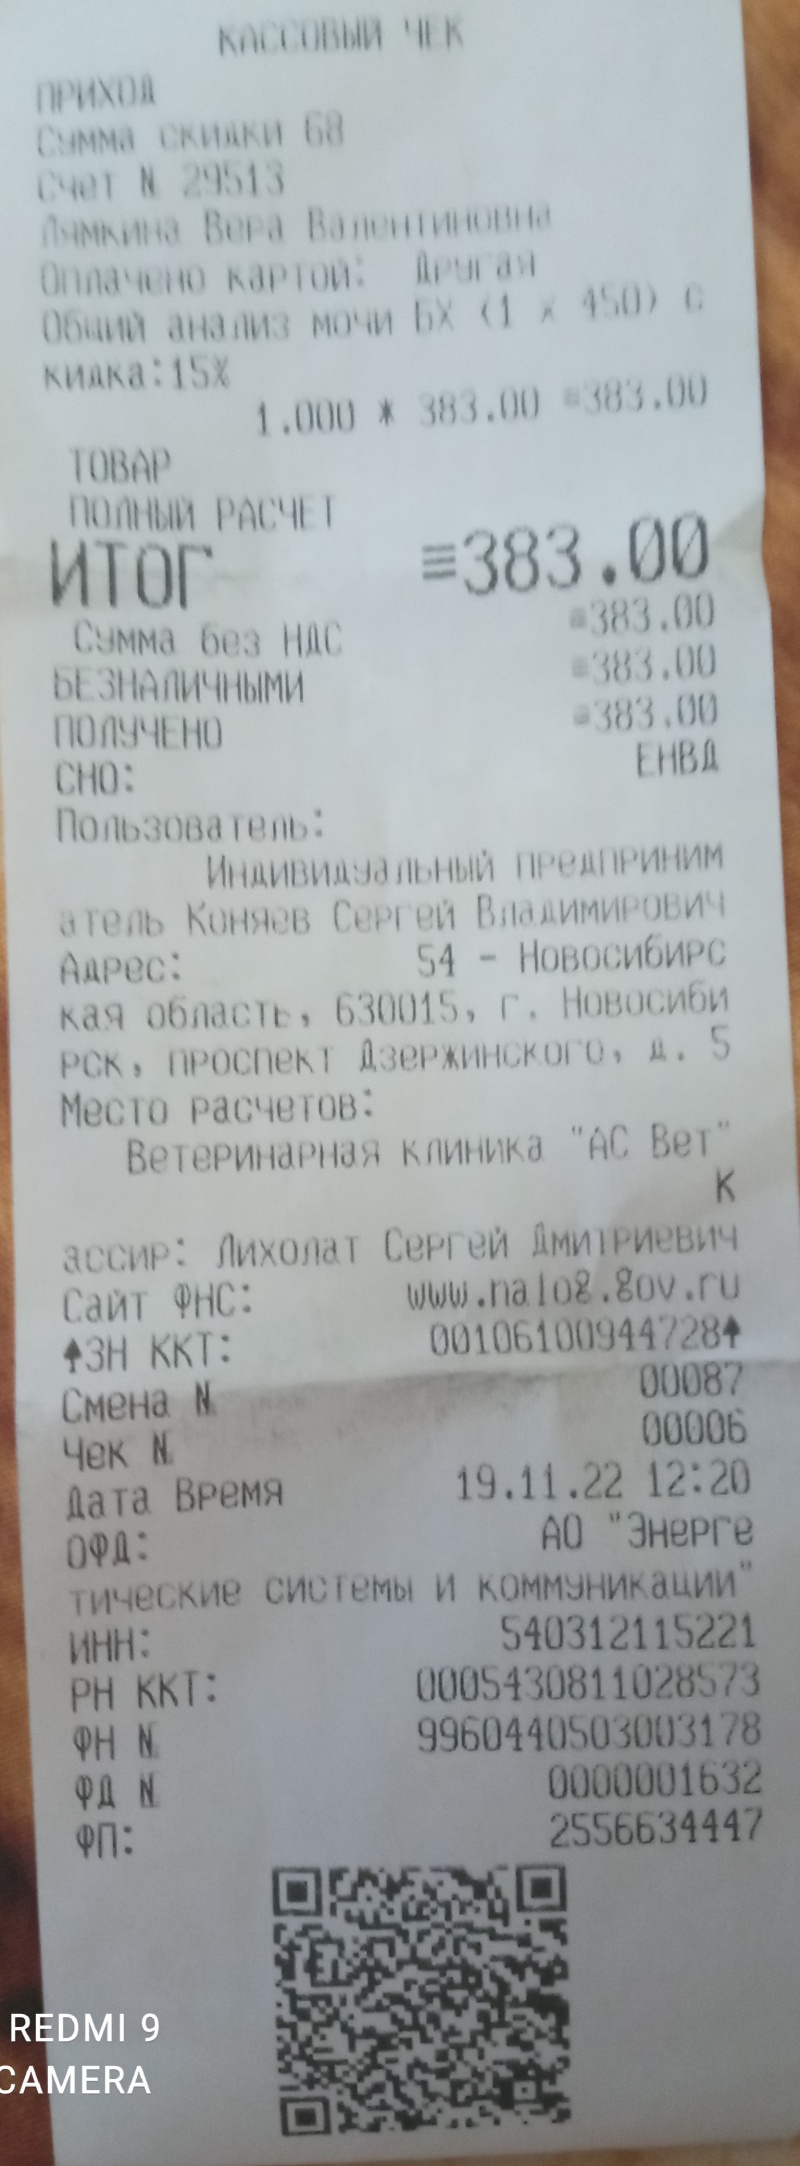 КАССОВЫЙ ЧЕК
ПРИХОД
Сумма скидки 68
Счет № 29513
Лямкина Вера Валентиновна
Оплачено картой: Другая
Общий анализ мочи БХ (1 x 450) с
кидка:15%
1.000 * 383.00 ≡383.00
ТОВАР
ПОЛНЫЙ РАСЧЕТ
ИТОГ ≡383.00
Сумма без НДС ≡383.00
БЕЗНАЛИЧНЫМИ ≡383.00
ПОЛУЧЕНО ≡383.00
СНО: ЕНВД
Пользователь:
Индивидуальный предприним
атель Коняев Сергей Владимирович
Адрес: 54 - Новосибирс
кая область, 630015, г. Новосиби
рск, проспект Дзержинского, д. 5
Место расчетов:
Ветеринарная клиника "АС Вет"
К
ассир: Лихолат Сергей Дмитриевич
Сайт ФНС: www.nalog.gov.ru
↑ЗН ККТ: 00106100944728↑
Смена № 00087
Чек № 00006
Дата Время 19.11.22 12:20
ОФД: АО "Энерге
тические системы и коммуникации"
ИНН: 540312115221
РН ККТ: 0005430811028573
ФН № 9960440503003178
ФД № 0000001632
ФП: 2556634447
REDMI 9
CAMERA